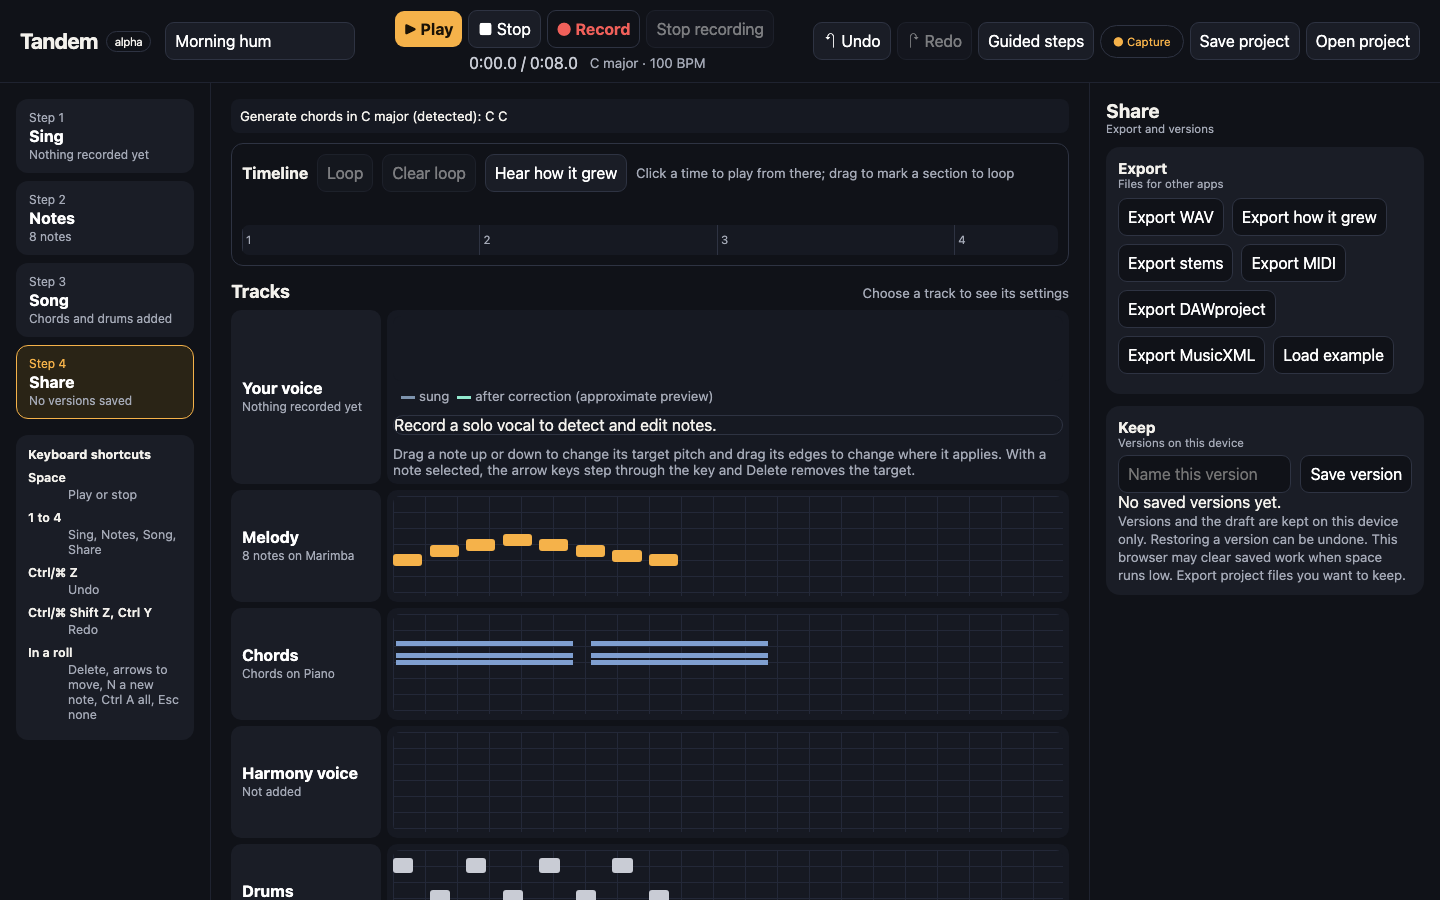 Tandem alpha Morning hum
Play Stop Record Stop recording
0:00.0 / 0:08.0 C major · 100 BPM
Undo Redo Guided steps Capture Save project Open project
Step 1
Sing
Nothing recorded yet
Step 2
Notes
8 notes
Step 3
Song
Chords and drums added
Step 4
Share
No versions saved
Keyboard shortcuts
Space
Play or stop
1 to 4
Sing, Notes, Song,
Share
Ctrl/⌘ Z
Undo
Ctrl/⌘ Shift Z, Ctrl Y
Redo
In a roll
Delete, arrows to
move, N a new
note, Ctrl A all, Esc
none
Generate chords in C major (detected): C C
Timeline Loop Clear loop Hear how it grew Click a time to play from there; drag to mark a section to loop
1 2 3 4
Tracks Choose a track to see its settings
Your voice
Nothing recorded yet
sung after correction (approximate preview)
Record a solo vocal to detect and edit notes.
Drag a note up or down to change its target pitch and drag its edges to change where it applies. With a
note selected, the arrow keys step through the key and Delete removes the target.
Melody
8 notes on Marimba
Chords
Chords on Piano
Harmony voice
Not added
Drums
Share
Export and versions
Export
Files for other apps
Export WAV Export how it grew
Export stems Export MIDI
Export DAWproject
Export MusicXML Load example
Keep
Versions on this device
Name this version Save version
No saved versions yet.
Versions and the draft are kept on this device
only. Restoring a version can be undone. This
browser may clear saved work when space
runs low. Export project files you want to keep.